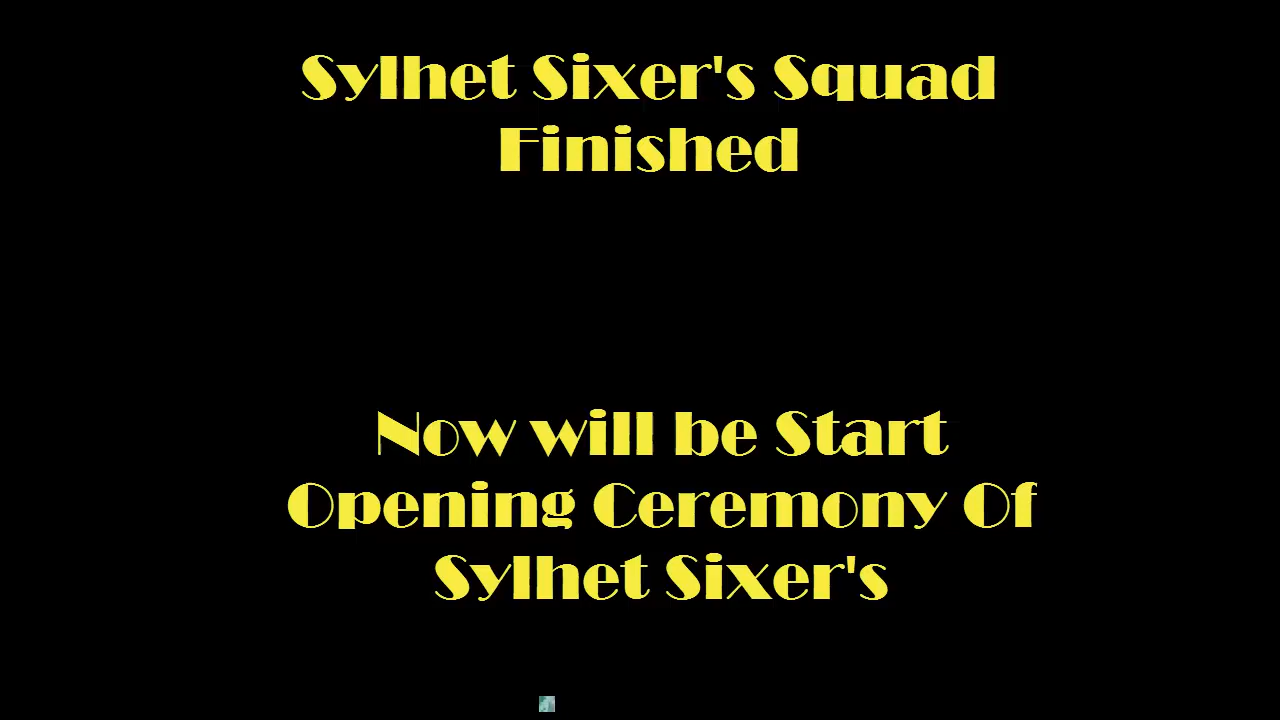 Sylhet Sixer's Squad
Finished
Now will be Start
Opening Ceremony Of
Sylhet Sixer's